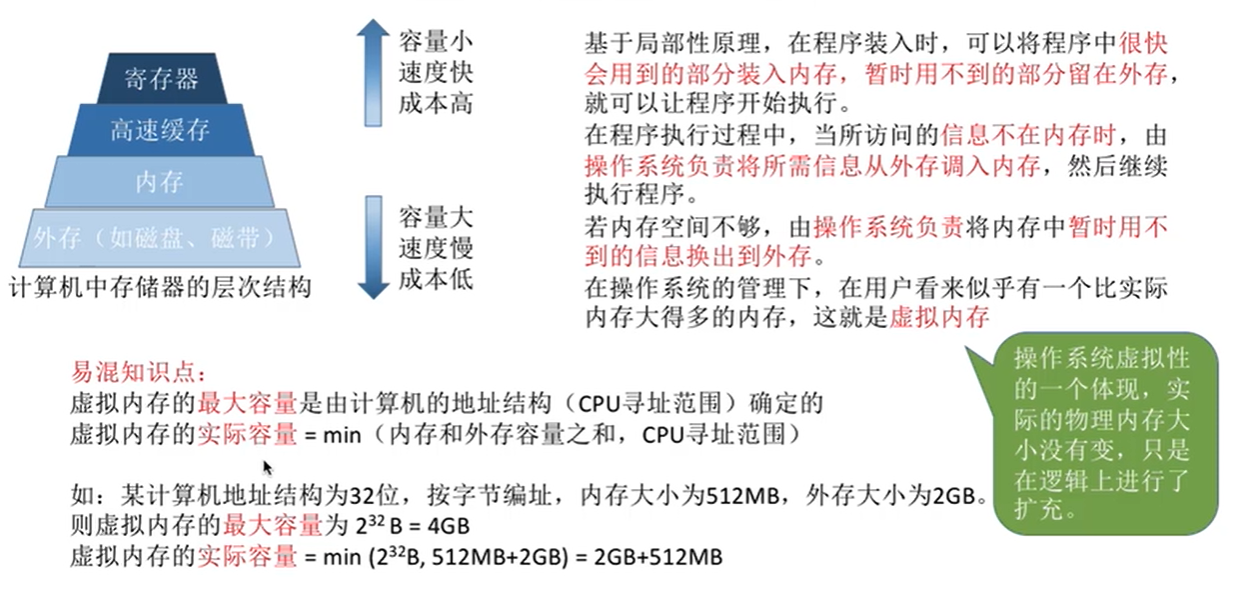 寄存器
高速缓存
内存
外存（如磁盘、磁带）
计算机中存储器的层次结构
容量小
速度快
成本高
容量大
速度慢
成本低
基于局部性原理，在程序装入时，可以将程序中很快
会用到的部分装入内存，暂时用不到的部分留在外存，
就可以让程序开始执行。
在程序执行过程中，当所访问的信息不在内存时，由
操作系统负责将所需信息从外存调入内存，然后继续
执行程序。
若内存空间不够，由操作系统负责将内存中暂时用不
到的信息换出到外存。
在操作系统的管理下，在用户看来似乎有一个比实际
内存大得多的内存，这就是虚拟内存
操作系统虚拟性
的一个体现，实
际的物理内存大
小没有变，只是
在逻辑上进行了
扩充。
易混知识点：
虚拟内存的最大容量是由计算机的地址结构（CPU寻址范围）确定的
虚拟内存的实际容量 = min（内存和外存容量之和，CPU寻址范围）
如：某计算机地址结构为32位，按字节编址，内存大小为512MB，外存大小为2GB。
则虚拟内存的最大容量为 2³² B = 4GB
虚拟内存的实际容量 = min (2³²B, 512MB+2GB) = 2GB+512MB